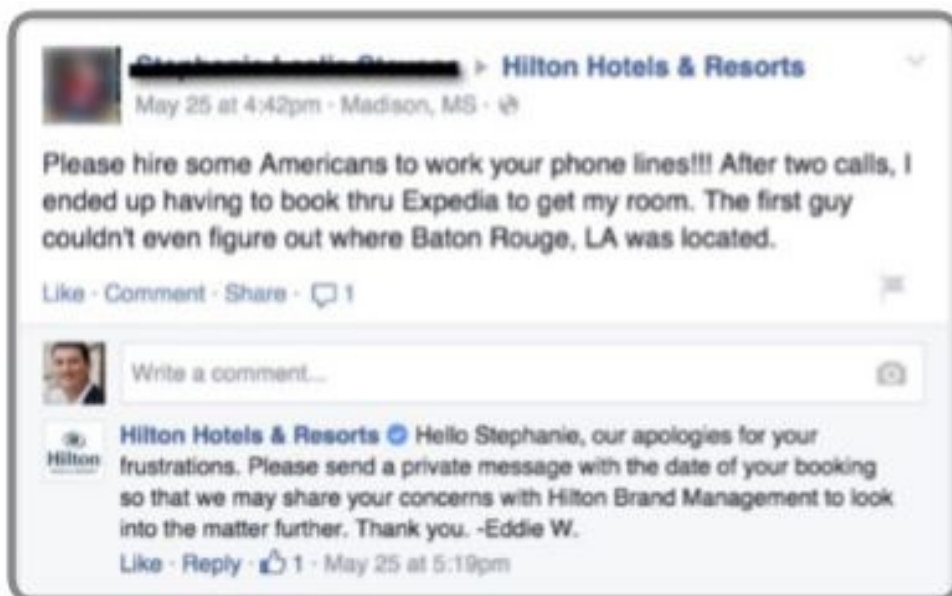 Hilton Hotels & Resorts
May 25 at 4:42pm · Madison, MS ·
Please hire some Americans to work your phone lines!!! After two calls, I
ended up having to book thru Expedia to get my room. The first guy
couldn't even figure out where Baton Rouge, LA was located.
Like · Comment · Share · 1
Write a comment...
Hilton
Hilton Hotels & Resorts Hello Stephanie, our apologies for your
frustrations. Please send a private message with the date of your booking
so that we may share your concerns with Hilton Brand Management to look
into the matter further. Thank you. -Eddie W.
Like · Reply · 1 · May 25 at 5:19pm